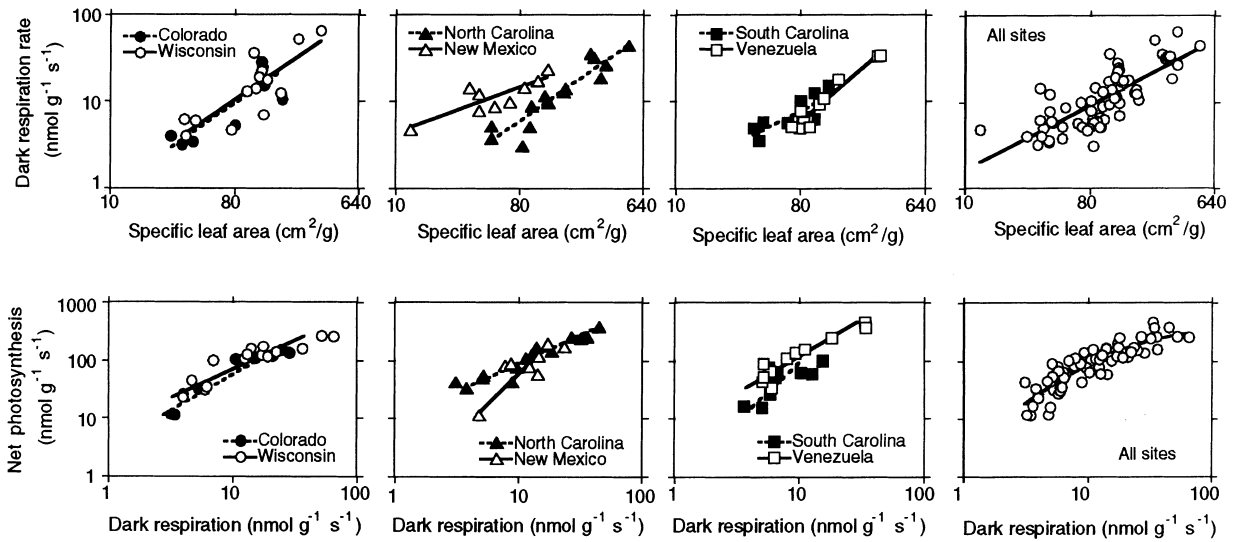 Dark respiration rate
(nmol g⁻¹ s⁻¹)
100
10
1
Colorado
Wisconsin
10
80
640
Specific leaf area (cm²/g)
North Carolina
New Mexico
10
80
640
Specific leaf area (cm²/g)
South Carolina
Venezuela
10
80
640
Specific leaf area (cm²/g)
All sites
10
80
640
Specific leaf area (cm²/g)
Net photosynthesis
(nmol g⁻¹ s⁻¹)
1000
100
10
1
Colorado
Wisconsin
1
10
100
Dark respiration (nmol g⁻¹ s⁻¹)
North Carolina
New Mexico
1
10
100
Dark respiration (nmol g⁻¹ s⁻¹)
South Carolina
Venezuela
1
10
100
Dark respiration (nmol g⁻¹ s⁻¹)
All sites
1
10
100
Dark respiration (nmol g⁻¹ s⁻¹)